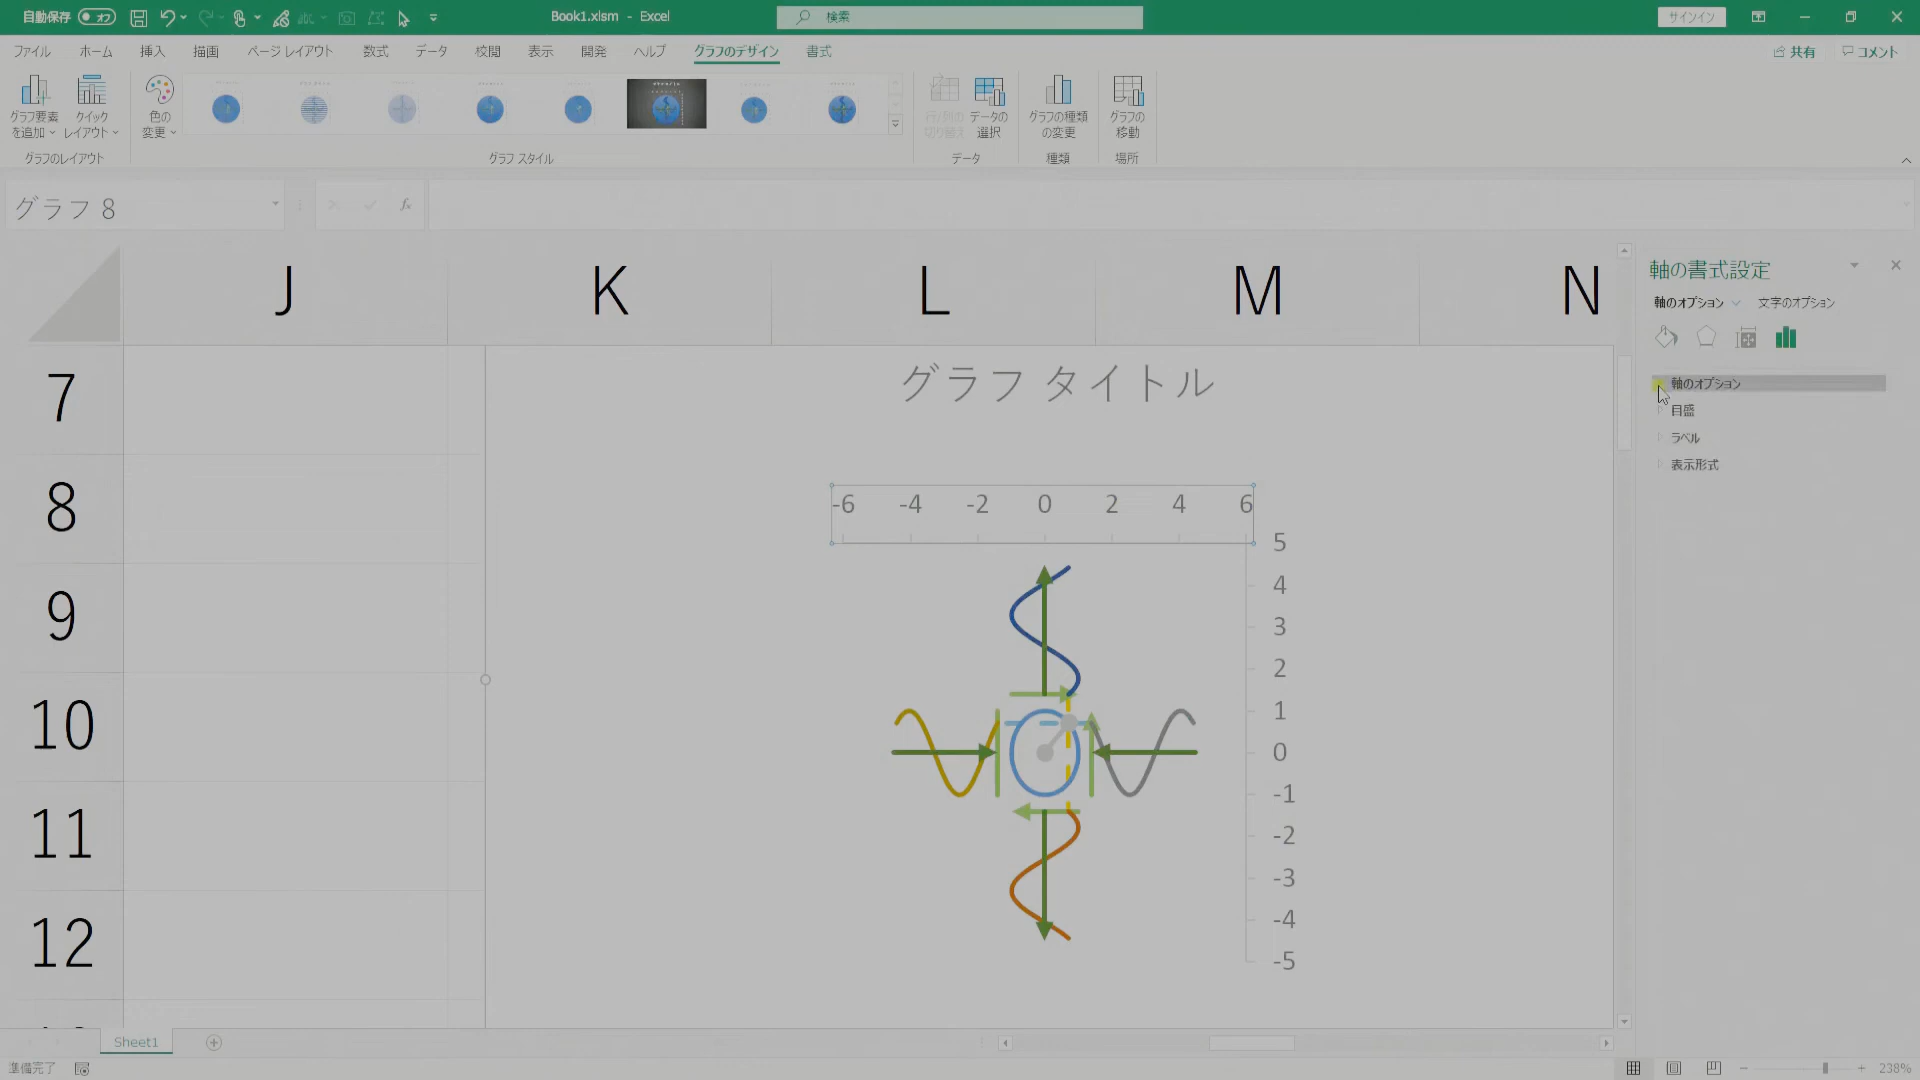 自動保存 オフ Book1.xlsm - Excel 検索 サインイン
ファイル ホーム 挿入 描画 ページ レイアウト 数式 データ 校閲 表示 開発 ヘルプ グラフのデザイン 書式 共有 コメント
グラフ要素を追加 クイックレイアウト 色の変更 行/列の切り替え データの選択 グラフの種類の変更 グラフの移動
グラフのレイアウト グラフ スタイル データ 種類 場所
グラフ 8 fx
J K L M N
7
8
9
10
11
12
グラフ タイトル
-6 -4 -2 0 2 4 6
5
4
3
2
1
0
-1
-2
-3
-4
-5
軸の書式設定
軸のオプション 文字のオプション
軸のオプション
目盛
ラベル
表示形式
Sheet1
準備完了 238%